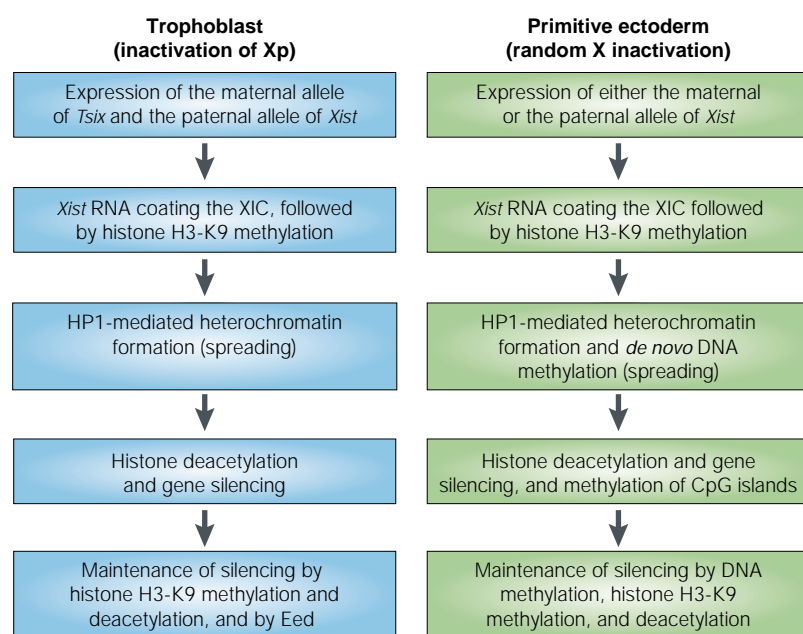 Trophoblast
(inactivation of Xp)
Expression of the maternal allele
of Tsix and the paternal allele of Xist
Xist RNA coating the XIC, followed
by histone H3-K9 methylation
HP1-mediated heterochromatin
formation (spreading)
Histone deacetylation
and gene silencing
Maintenance of silencing by
histone H3-K9 methylation and
deacetylation, and by Eed
Primitive ectoderm
(random X inactivation)
Expression of either the maternal
or the paternal allele of Xist
Xist RNA coating the XIC followed
by histone H3-K9 methylation
HP1-mediated heterochromatin
formation and de novo DNA
methylation (spreading)
Histone deacetylation and gene
silencing, and methylation of CpG islands
Maintenance of silencing by DNA
methylation, histone H3-K9
methylation, and deacetylation